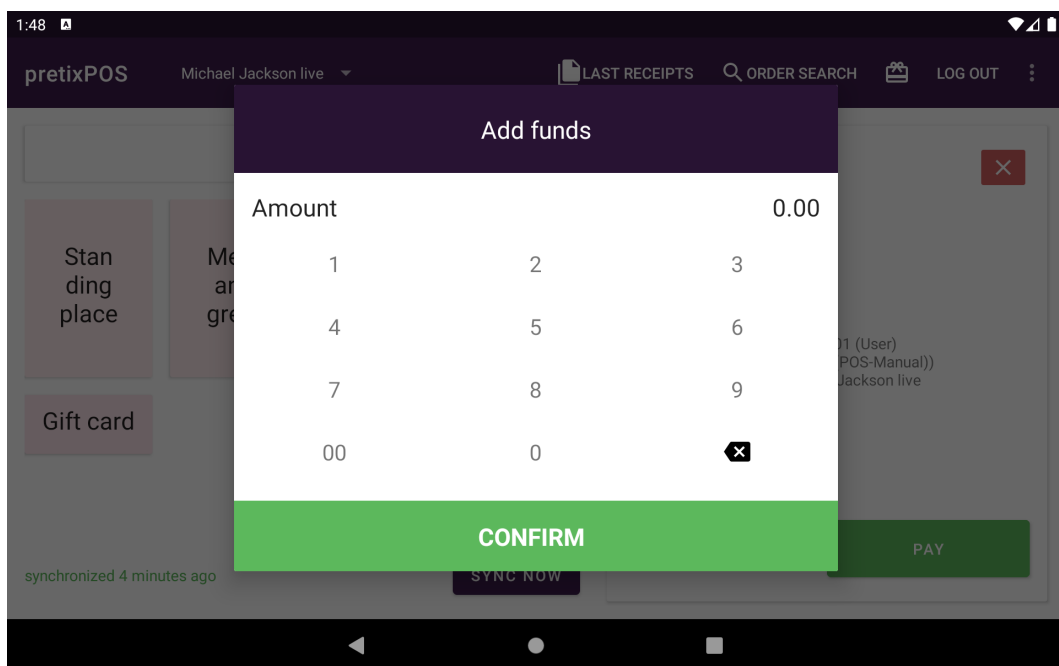 1:48
pretixPOS
Michael Jackson live
LAST RECEIPTS
ORDER SEARCH
LOG OUT
Add funds
Amount
0.00
1
2
3
4
5
6
7
8
9
00
0
CONFIRM
Stan
ding
place
Gift card
(User)
POS-Manual))
Jackson live
PAY
synchronized 4 minutes ago
SYNC NOW